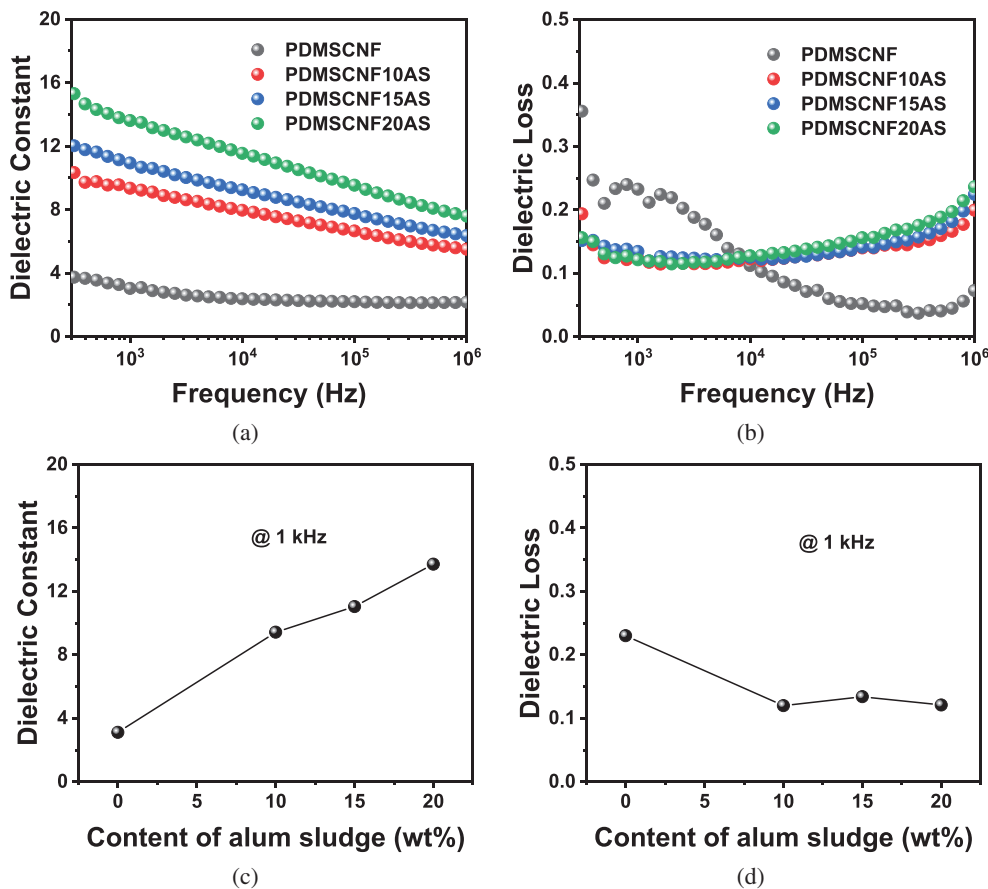 20
16
12
8
4
0
Dielectric Constant
PDMSCNF
PDMSCNF10AS
PDMSCNF15AS
PDMSCNF20AS
10³
10⁴
10⁵
10⁶
Frequency (Hz)
(a)
0.5
0.4
0.3
0.2
0.1
0.0
Dielectric Loss
PDMSCNF
PDMSCNF10AS
PDMSCNF15AS
PDMSCNF20AS
10³
10⁴
10⁵
10⁶
Frequency (Hz)
(b)
20
16
12
8
4
0
Dielectric Constant
@ 1 kHz
0
5
10
15
20
Content of alum sludge (wt%)
(c)
0.5
0.4
0.3
0.2
0.1
0.0
Dielectric Loss
@ 1 kHz
0
5
10
15
20
Content of alum sludge (wt%)
(d)